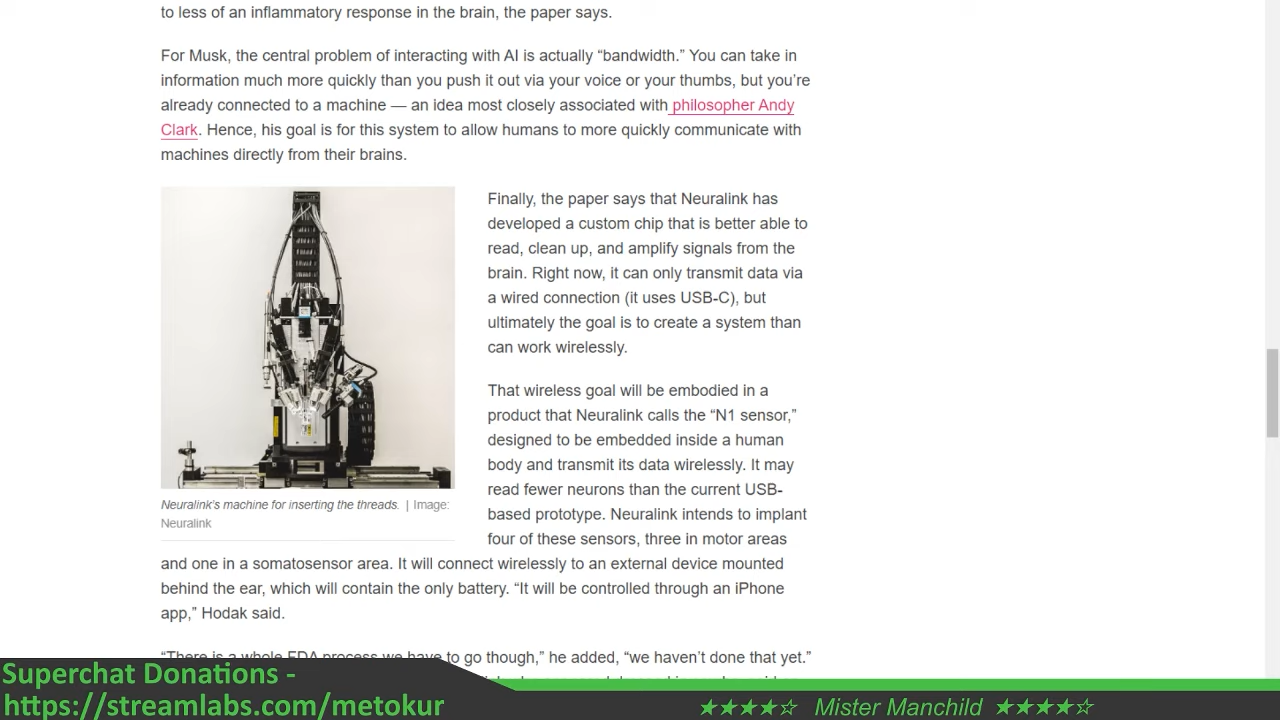 to less of an inflammatory response in the brain, the paper says.
For Musk, the central problem of interacting with AI is actually “bandwidth.” You can take in
information much more quickly than you push it out via your voice or your thumbs, but you’re
already connected to a machine — an idea most closely associated with philosopher Andy
Clark. Hence, his goal is for this system to allow humans to more quickly communicate with
machines directly from their brains.
Finally, the paper says that Neuralink has
developed a custom chip that is better able to
read, clean up, and amplify signals from the
brain. Right now, it can only transmit data via
a wired connection (it uses USB-C), but
ultimately the goal is to create a system than
can work wirelessly.
That wireless goal will be embodied in a
product that Neuralink calls the “N1 sensor,”
designed to be embedded inside a human
body and transmit its data wirelessly. It may
read fewer neurons than the current USB-
based prototype. Neuralink intends to implant
four of these sensors, three in motor areas
Neuralink’s machine for inserting the threads. | Image:
Neuralink
and one in a somatosensor area. It will connect wirelessly to an external device mounted
behind the ear, which will contain the only battery. “It will be controlled through an iPhone
app,” Hodak said.
“There is a whole FDA process we have to go though,” he added, “we haven’t done that yet.”
Superchat Donations -
https://streamlabs.com/metokur
★★★★☆ Mister Manchild ★★★★☆